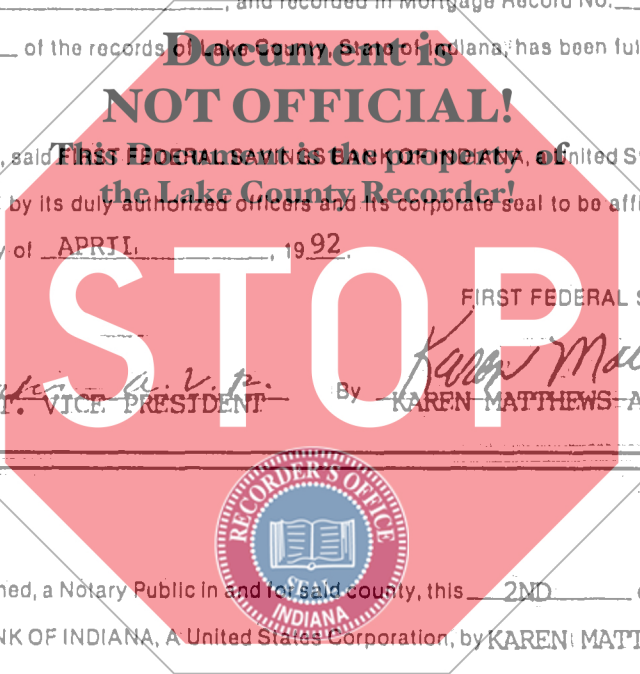 , and recorded in Mortgage Record No.
Document is
of the records of Lake County, State of Indiana, has been ful
NOT OFFICIAL!
This Document is the property of
, said FIRST FEDERAL SAVINGS BANK OF INDIANA, a United S
the Lake County Recorder!
by its duly authorized officers and its corporate seal to be affi
y of APRIL, 1992.
STOP
FIRST FEDERAL S
Karen Mat
a. v. p.
T. VICE PRESIDENT By KAREN MATTHEWS A
RECORDER'S OFFICE
SEAL
INDIANA
ned, a Notary Public in and for said county, this 2ND
NK OF INDIANA, A United States Corporation, by KAREN MATT